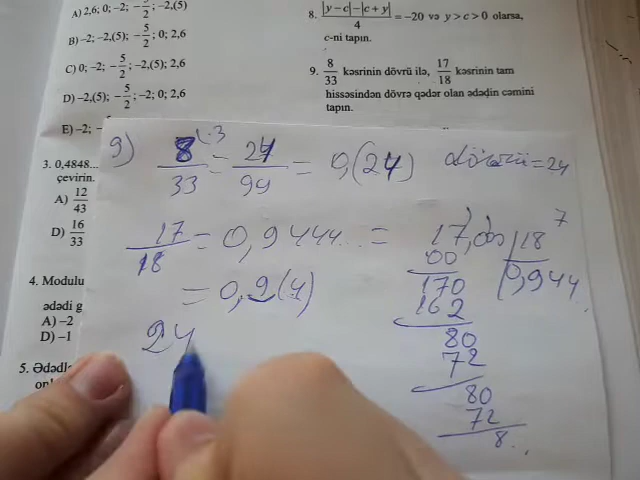 A) 2,6; 0; −2; −5/2; −2,(5)
B) −2; −2,(5); −5/2; 0; 2,6
C) 0; −2; −5/2; −2,(5); 2,6
D) −2,(5); −5/2; −2; 0; 2,6
E) −2; −
3. 0,4848...
çevirin.
A) 12/43
D) 16/33
4. Modulu
ədədi g
A) −2
D) −1
5. Ədədlə
8. |y−c|−|c+y|/4 = −20 və y > c > 0 olarsa,
c-ni tapın.
9. 8/33 kəsrinin dövrü ilə, 17/18 kəsrinin tam
hissəsindən dövrə qədər olan ədədin cəmini
tapın.
9) 8/33 = 24/99 = 0,(24) dövrü=24
17/18 = 0,9444... =
= 0,9(4)
24
18
0,944
170
162
80
72
80
72
8...